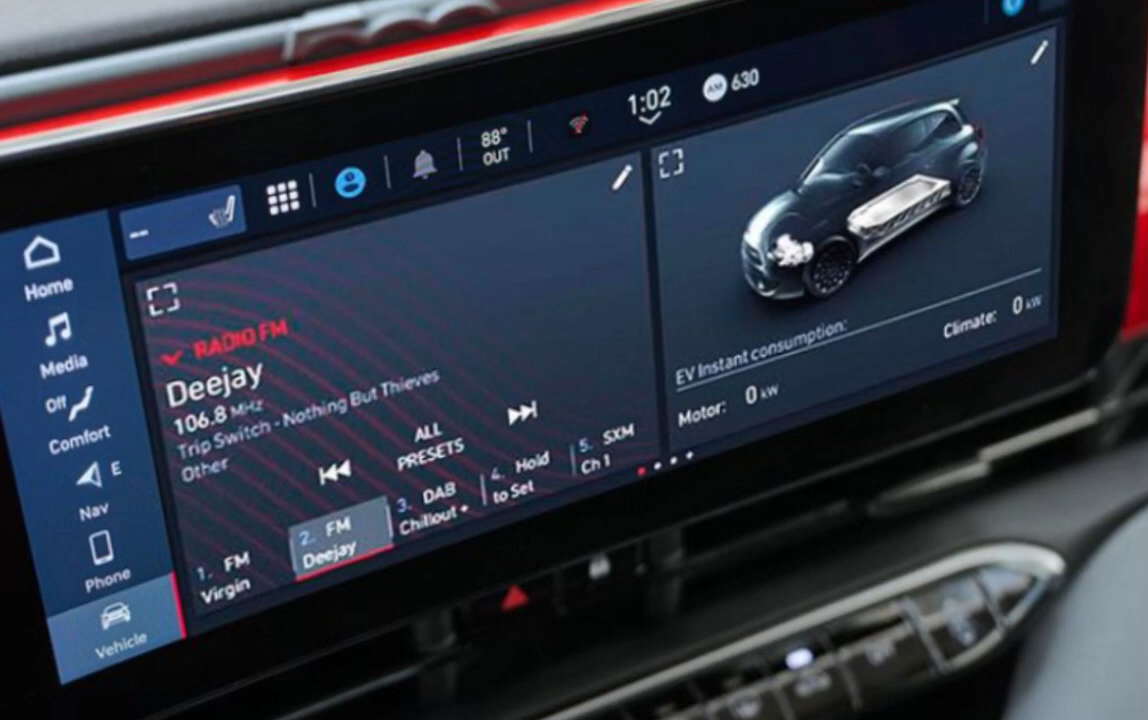 88°
OUT
1:02
AM 630
--
Home
Media
Off
Comfort
E
Nav
Phone
Vehicle
RADIO FM
Deejay
106.8 MHz
Trip Switch - Nothing But Thieves
Other
ALL
PRESETS
1. FM
Virgin
2. FM
Deejay
3. DAB
Chillout +
4. Hold
to Set
5. SXM
Ch 1
EV Instant consumption:
Motor: 0 kW
Climate: 0 kW